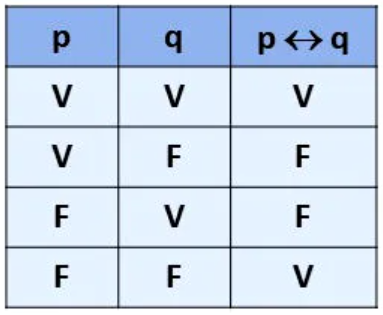 p q p ↔ q
V V V
V F F
F V F
F F V